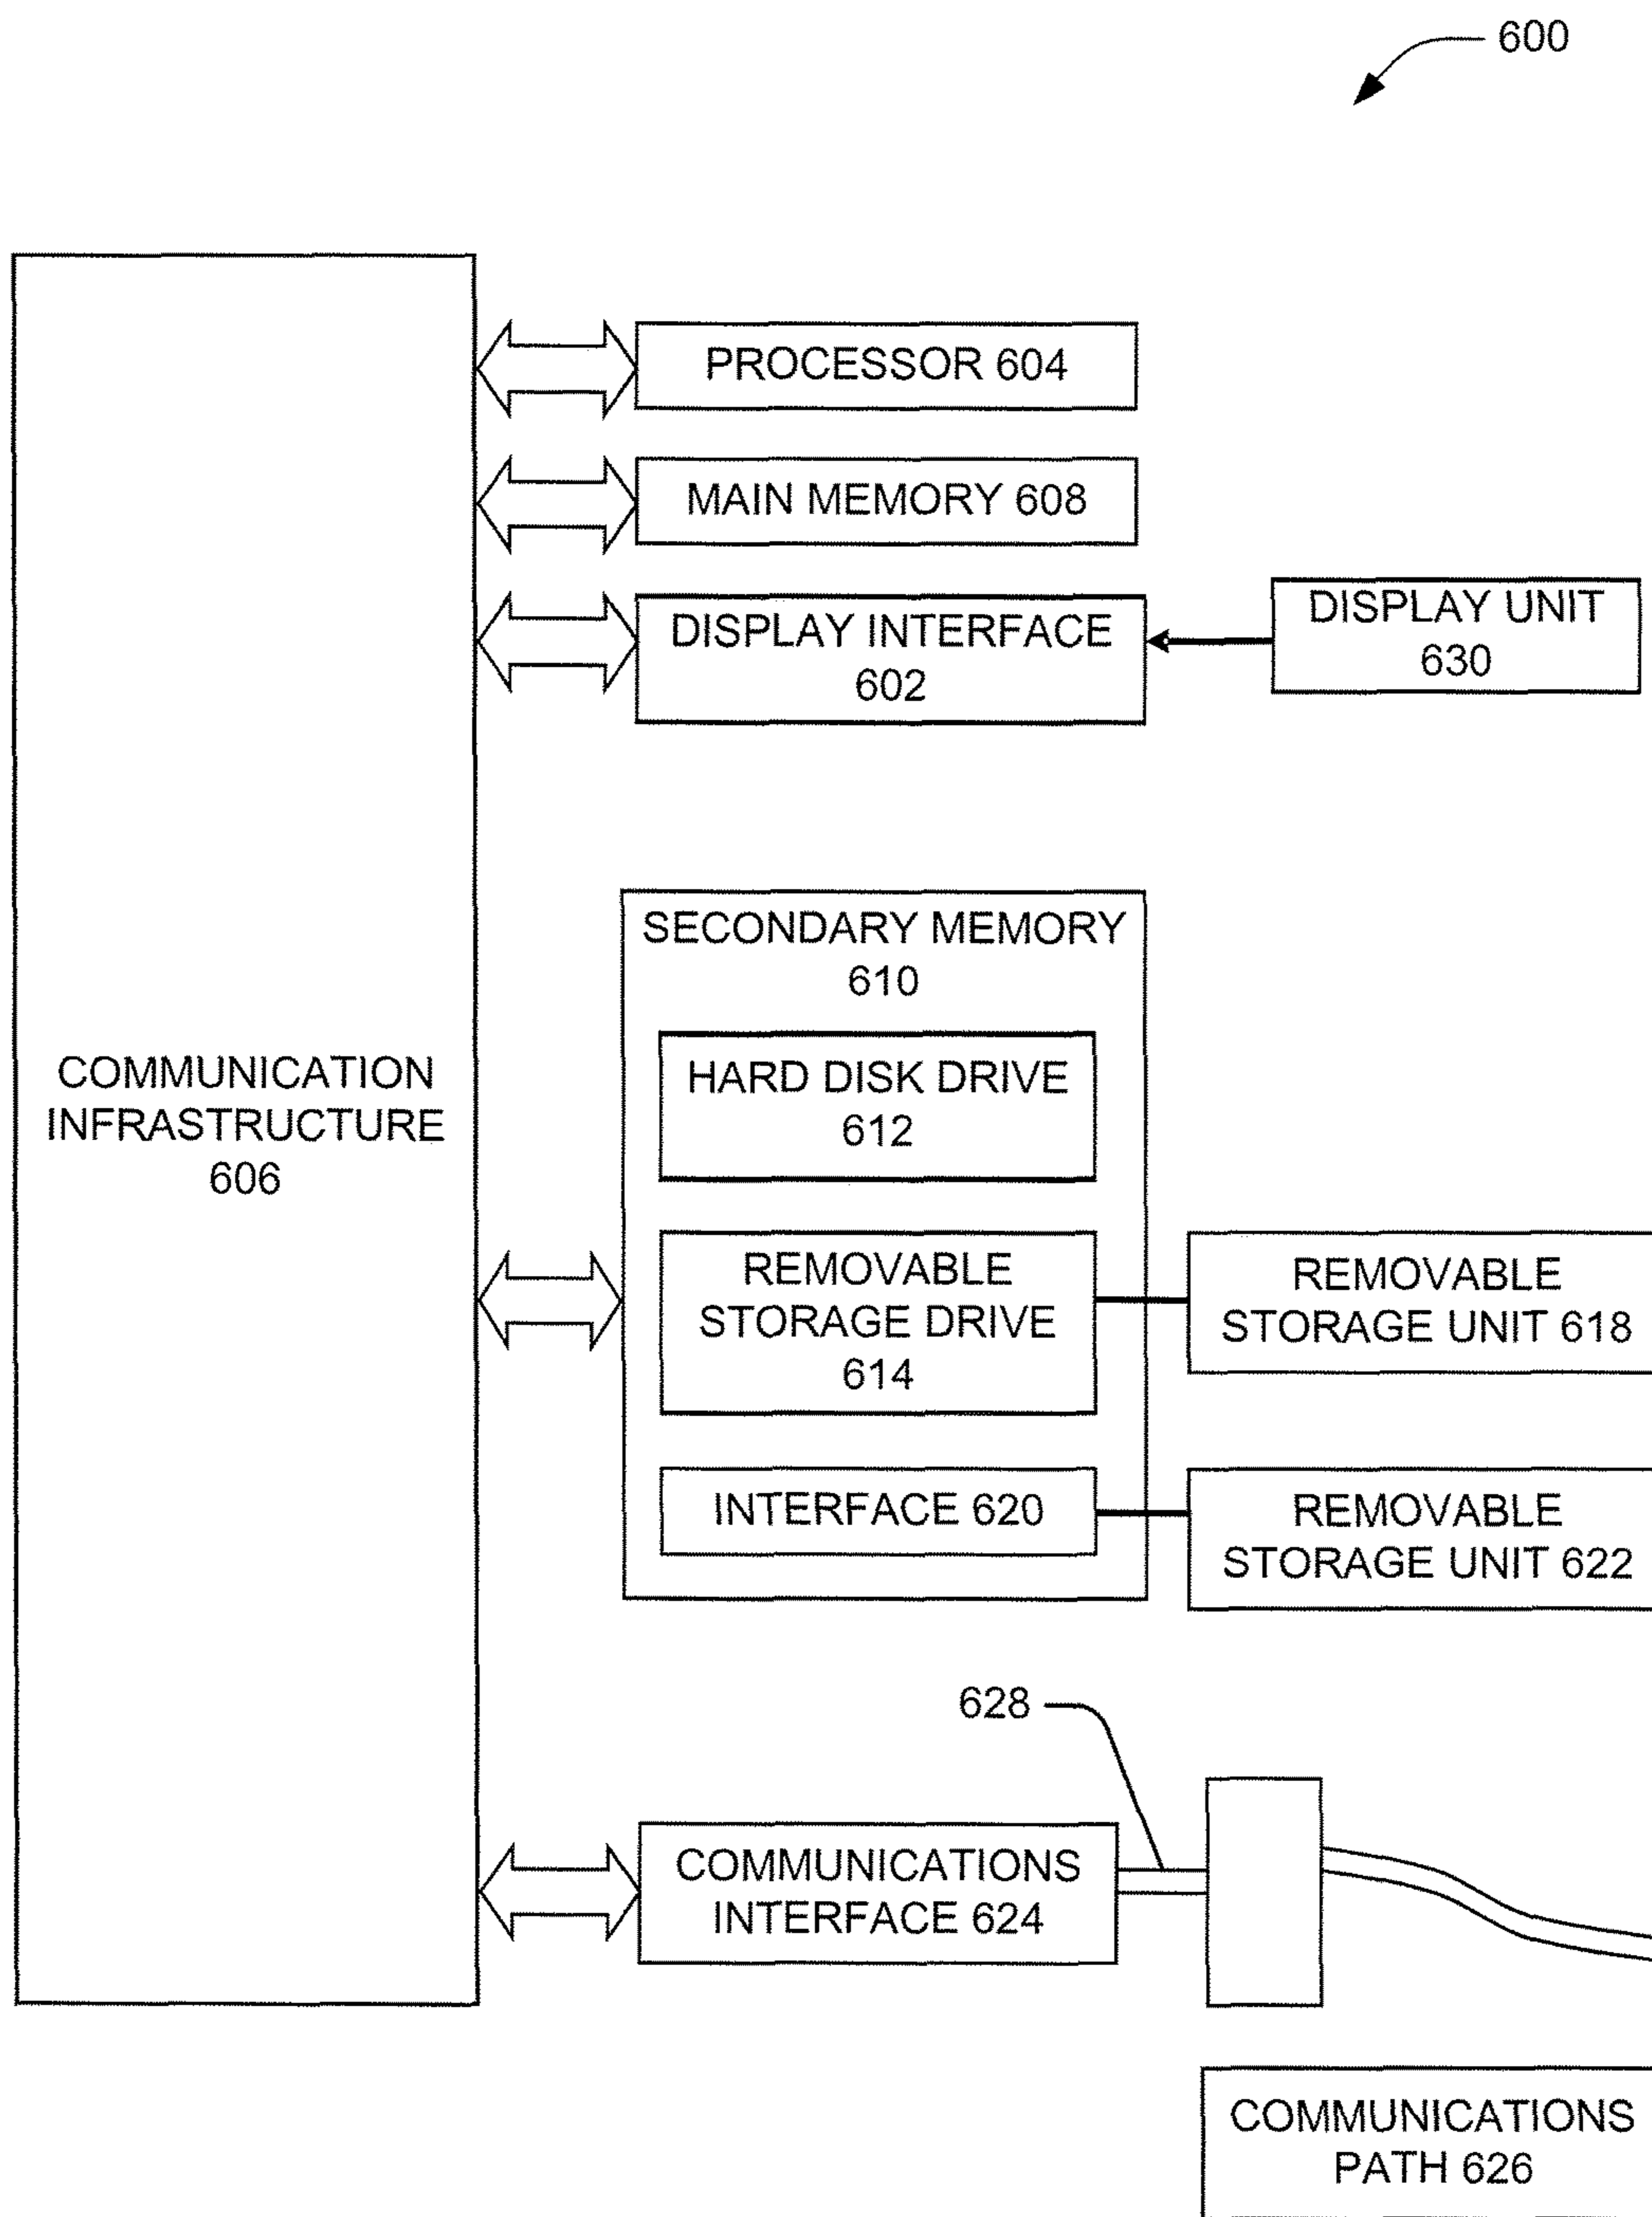 600
PROCESSOR 604
MAIN MEMORY 608
DISPLAY INTERFACE
602
DISPLAY UNIT
630
SECONDARY MEMORY
610
HARD DISK DRIVE
612
COMMUNICATION
INFRASTRUCTURE
606
REMOVABLE
STORAGE DRIVE
614
REMOVABLE
STORAGE UNIT 618
INTERFACE 620
REMOVABLE
STORAGE UNIT 622
628
COMMUNICATIONS
INTERFACE 624
COMMUNICATIONS
PATH 626